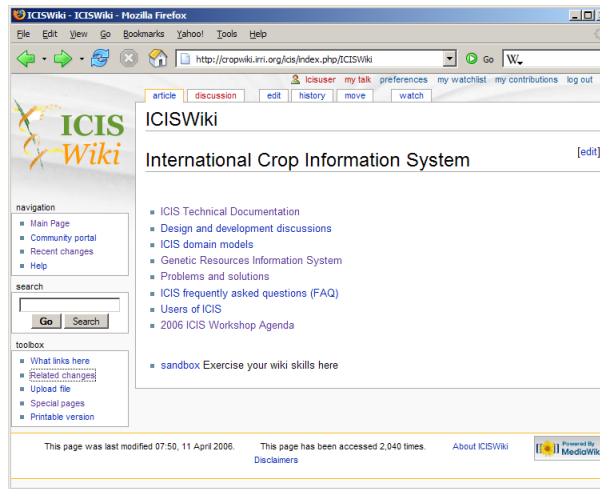 ICISWiki - ICISWiki - Mozilla Firefox
File Edit View Go Bookmarks Yahoo! Tools Help
http://cropwiki.irri.org/icis/index.php/ICISWiki Go W
Icisuser my talk preferences my watchlist my contributions log out
article discussion edit history move watch
ICIS
Wiki
ICISWiki
International Crop Information System [edit]
navigation
Main Page
Community portal
Recent changes
Help
search
Go Search
toolbox
What links here
Related changes
Upload file
Special pages
Printable version
ICIS Technical Documentation
Design and development discussions
ICIS domain models
Genetic Resources Information System
Problems and solutions
ICIS frequently asked questions (FAQ)
Users of ICIS
2006 ICIS Workshop Agenda
sandbox Exercise your wiki skills here
This page was last modified 07:50, 11 April 2006. This page has been accessed 2,040 times. About ICISWiki
Disclaimers
Powered By
MediaWik